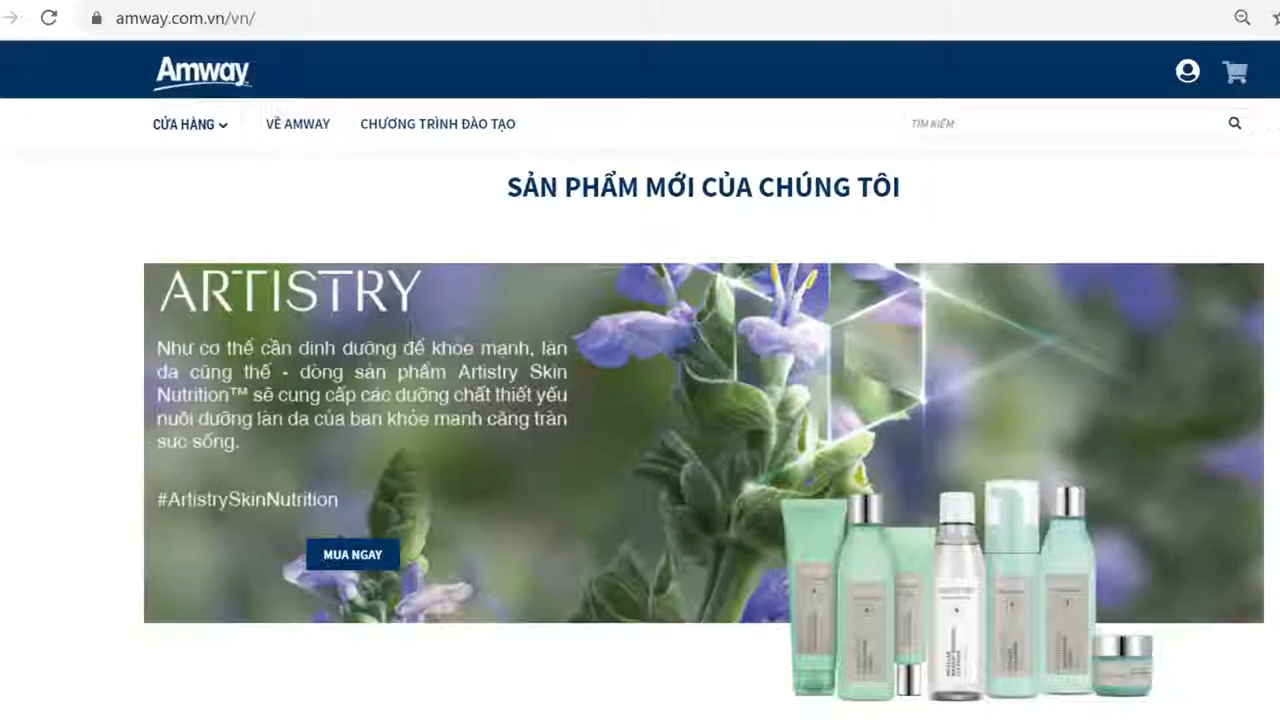 amway.com.vn/vn/
Amway
CỬA HÀNG
VỀ AMWAY
CHƯƠNG TRÌNH ĐÀO TẠO
TÌM KIẾM
SẢN PHẨM MỚI CỦA CHÚNG TÔI
ARTISTRY
Như cơ thể cần dinh dưỡng để khỏe mạnh, làn
da cũng thế - dòng sản phẩm Artistry Skin
Nutrition™ sẽ cung cấp các dưỡng chất thiết yếu
nuôi dưỡng làn da của bạn khỏe mạnh căng tràn
sức sống.
#ArtistrySkinNutrition
MUA NGAY